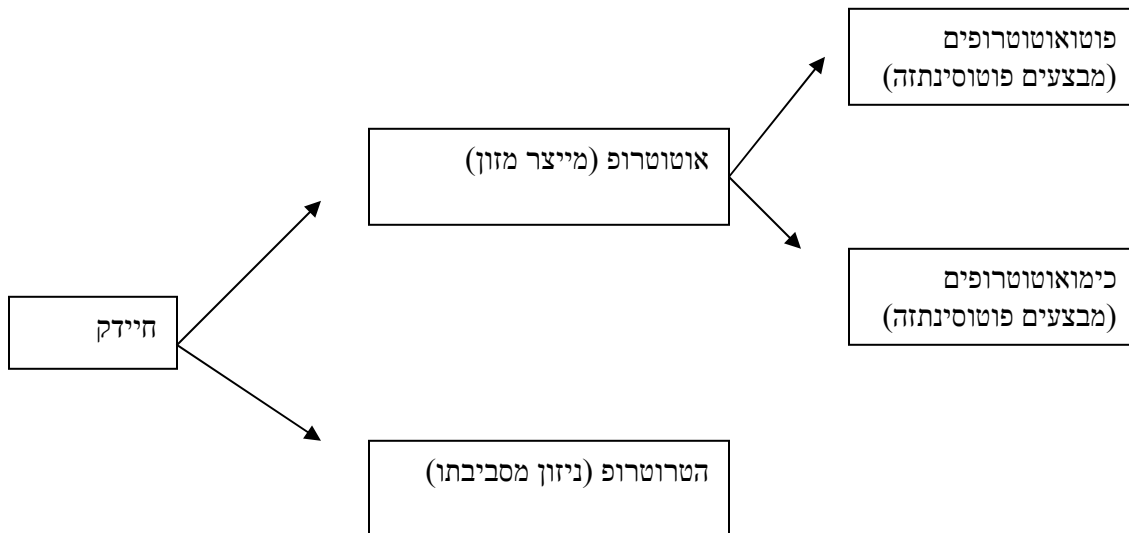 פוטואוטוטרופים
(מבצעים פוטוסינתזה)
אוטוטרופ (מייצר מזון)
כימואוטוטרופים
(מבצעים פוטוסינתזה)
חיידק
הטרוטרופ (ניזון מסביבתו)